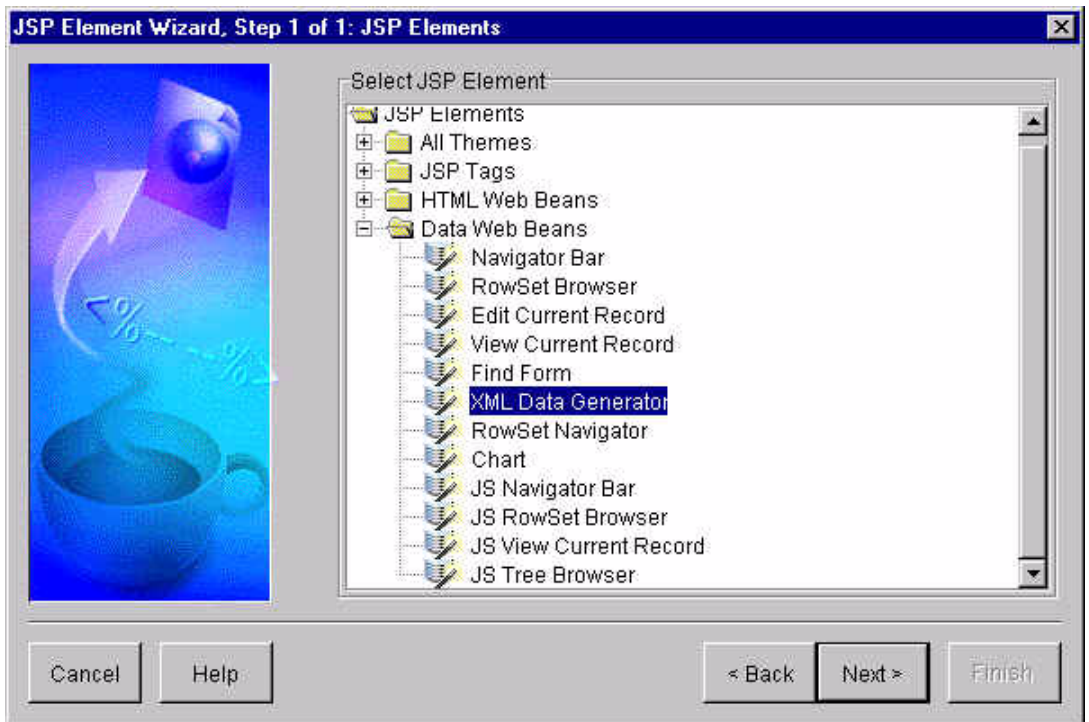 JSP Element Wizard, Step 1 of 1: JSP Elements
Select JSP Element
JSP Elements
All Themes
JSP Tags
HTML Web Beans
Data Web Beans
Navigator Bar
RowSet Browser
Edit Current Record
View Current Record
Find Form
XML Data Generator
RowSet Navigator
Chart
JS Navigator Bar
JS RowSet Browser
JS View Current Record
JS Tree Browser
<%-- --%>
Cancel Help < Back Next > Finish